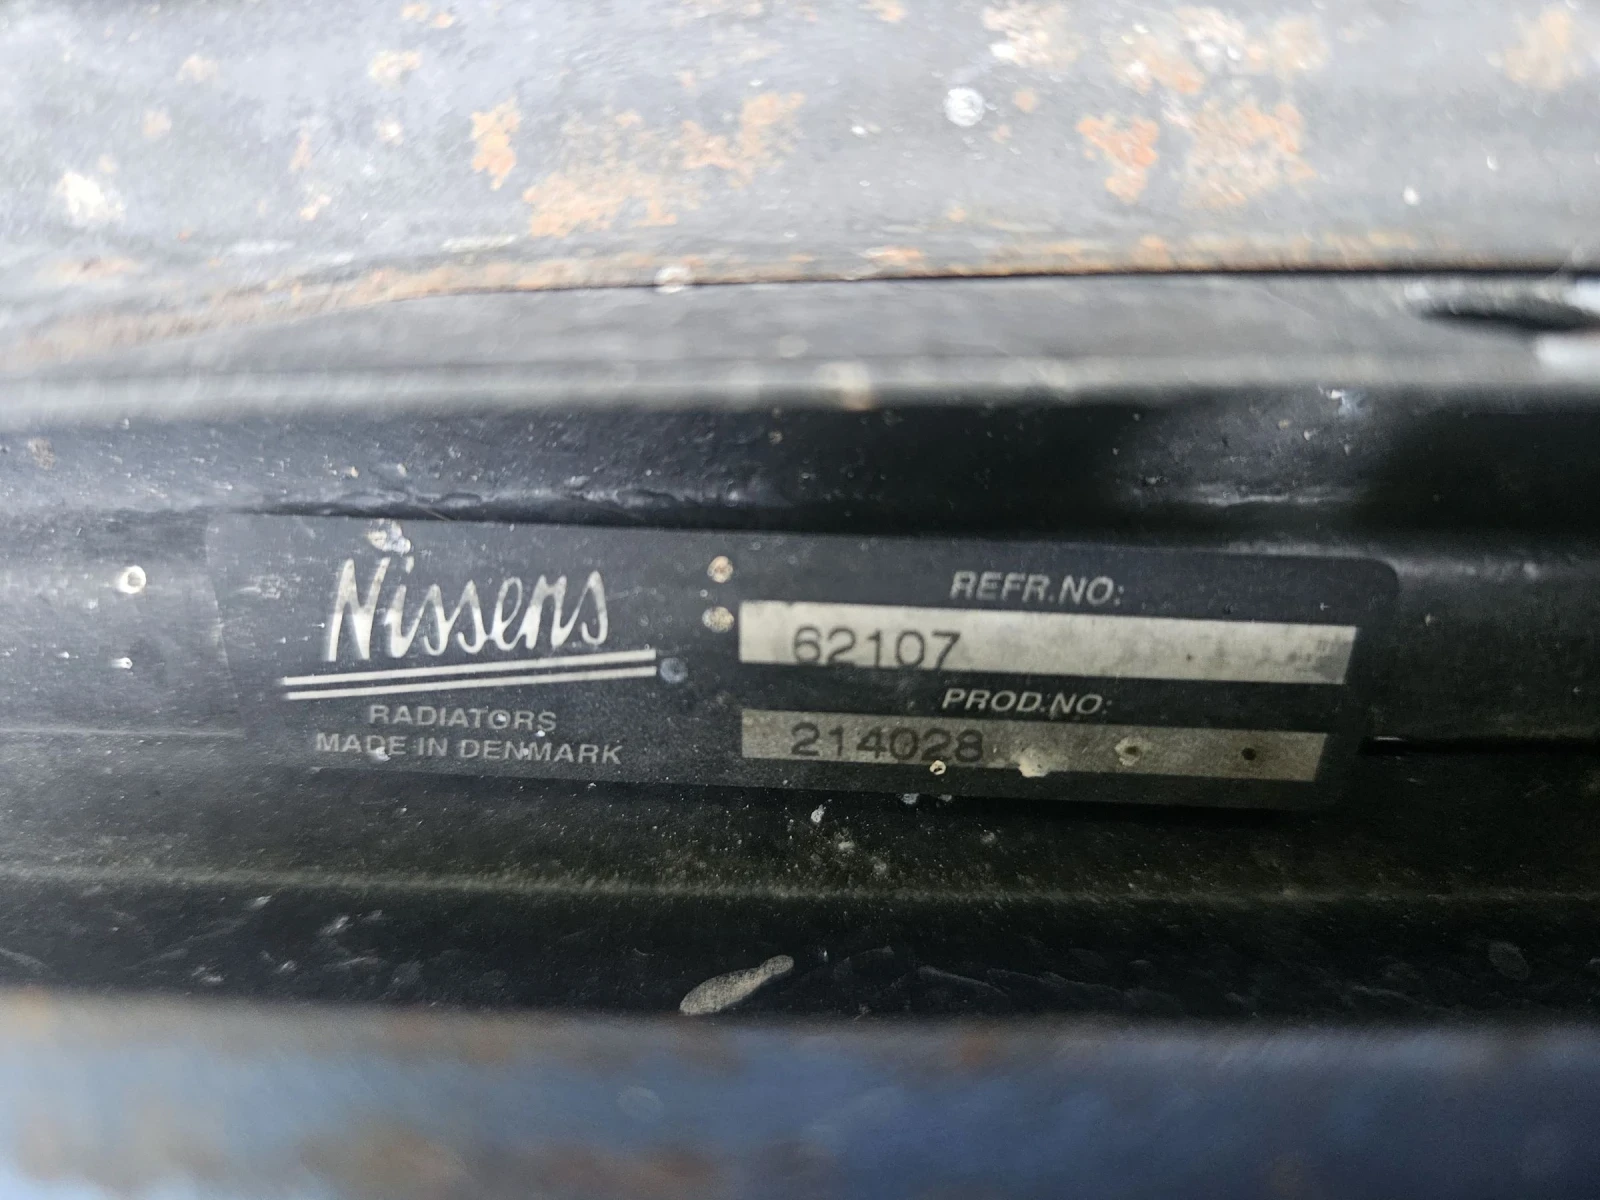 Nissens
RADIATORS
MADE IN DENMARK
REFR.NO:
62107
PROD.NO:
214028